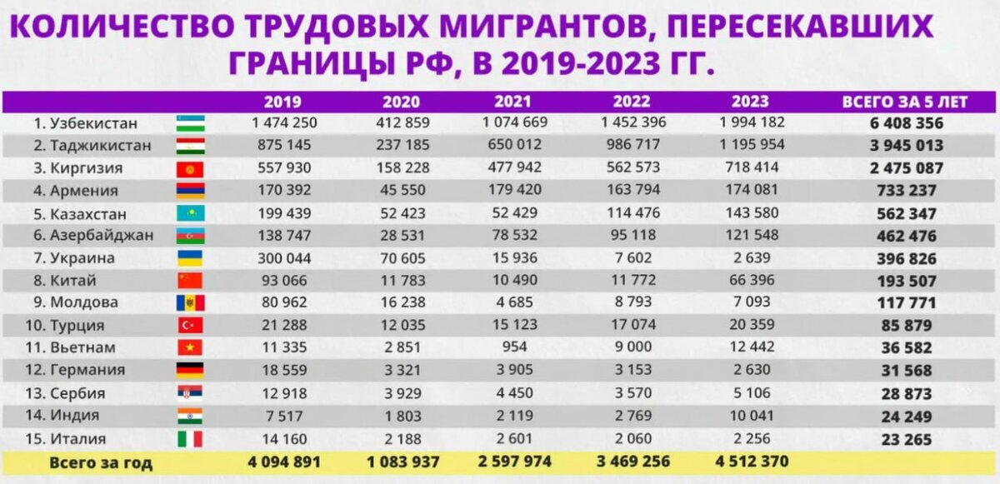 КОЛИЧЕСТВО ТРУДОВЫХ МИГРАНТОВ, ПЕРЕСЕКАВШИХ
ГРАНИЦЫ РФ, В 2019-2023 ГГ.
2019 2020 2021 2022 2023 ВСЕГО ЗА 5 ЛЕТ
1. Узбекистан 1 474 250 412 859 1 074 669 1 452 396 1 994 182 6 408 356
2. Таджикистан 875 145 237 185 650 012 986 717 1 195 954 3 945 013
3. Киргизия 557 930 158 228 477 942 562 573 718 414 2 475 087
4. Армения 170 392 45 550 179 420 163 794 174 081 733 237
5. Казахстан 199 439 52 423 52 429 114 476 143 580 562 347
6. Азербайджан 138 747 28 531 78 532 95 118 121 548 462 476
7. Украина 300 044 70 605 15 936 7 602 2 639 396 826
8. Китай 93 066 11 783 10 490 11 772 66 396 193 507
9. Молдова 80 962 16 238 4 685 8 793 7 093 117 771
10. Турция 21 288 12 035 15 123 17 074 20 359 85 879
11. Вьетнам 11 335 2 851 954 9 000 12 442 36 582
12. Германия 18 559 3 321 3 905 3 153 2 630 31 568
13. Сербия 12 918 3 929 4 450 3 570 5 106 28 873
14. Индия 7 517 1 803 2 119 2 769 10 041 24 249
15. Италия 14 160 2 188 2 601 2 060 2 256 23 265
Всего за год 4 094 891 1 083 937 2 597 974 3 469 256 4 512 370